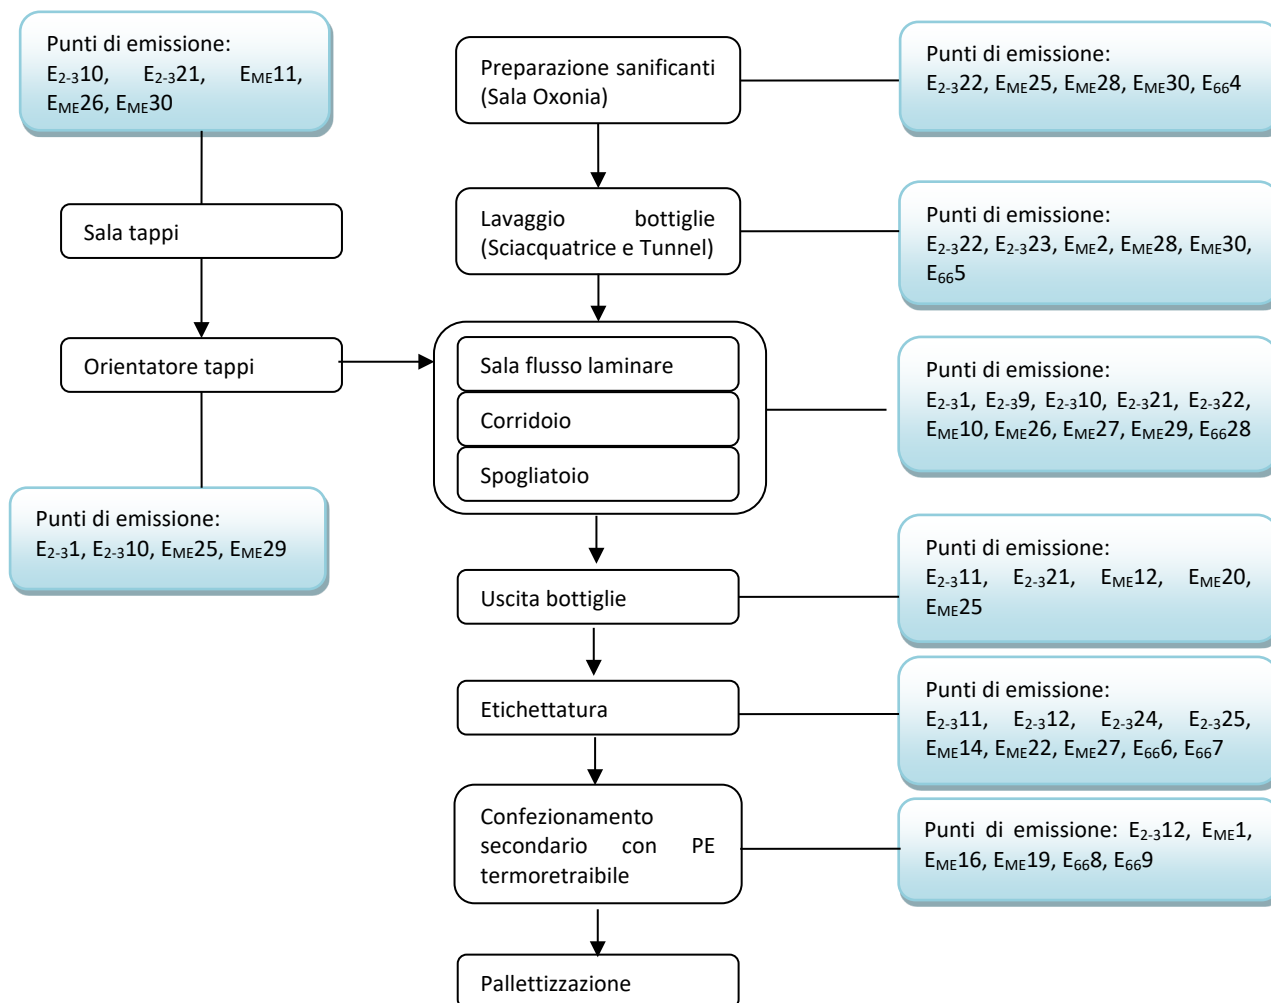 Punti di emissione:
E2-310, E2-321, EME11,
EME26, EME30
Sala tappi
Orientatore tappi
Punti di emissione:
E2-31, E2-310, EME25, EME29
Preparazione sanificanti
(Sala Oxonia)
Punti di emissione:
E2-322, EME25, EME28, EME30, E664
Lavaggio bottiglie
(Sciacquatrice e Tunnel)
Punti di emissione:
E2-322, E2-323, EME2, EME28, EME30,
E665
Sala flusso laminare
Corridoio
Spogliatoio
Punti di emissione:
E2-31, E2-39, E2-310, E2-321, E2-322,
EME10, EME26, EME27, EME29, E6628
Uscita bottiglie
Punti di emissione:
E2-311, E2-321, EME12, EME20,
EME25
Etichettatura
Punti di emissione:
E2-311, E2-312, E2-324, E2-325,
EME14, EME22, EME27, E666, E667
Confezionamento
secondario con PE
termoretraibile
Punti di emissione: E2-312, EME1,
EME16, EME19, E668, E669
Pallettizzazione